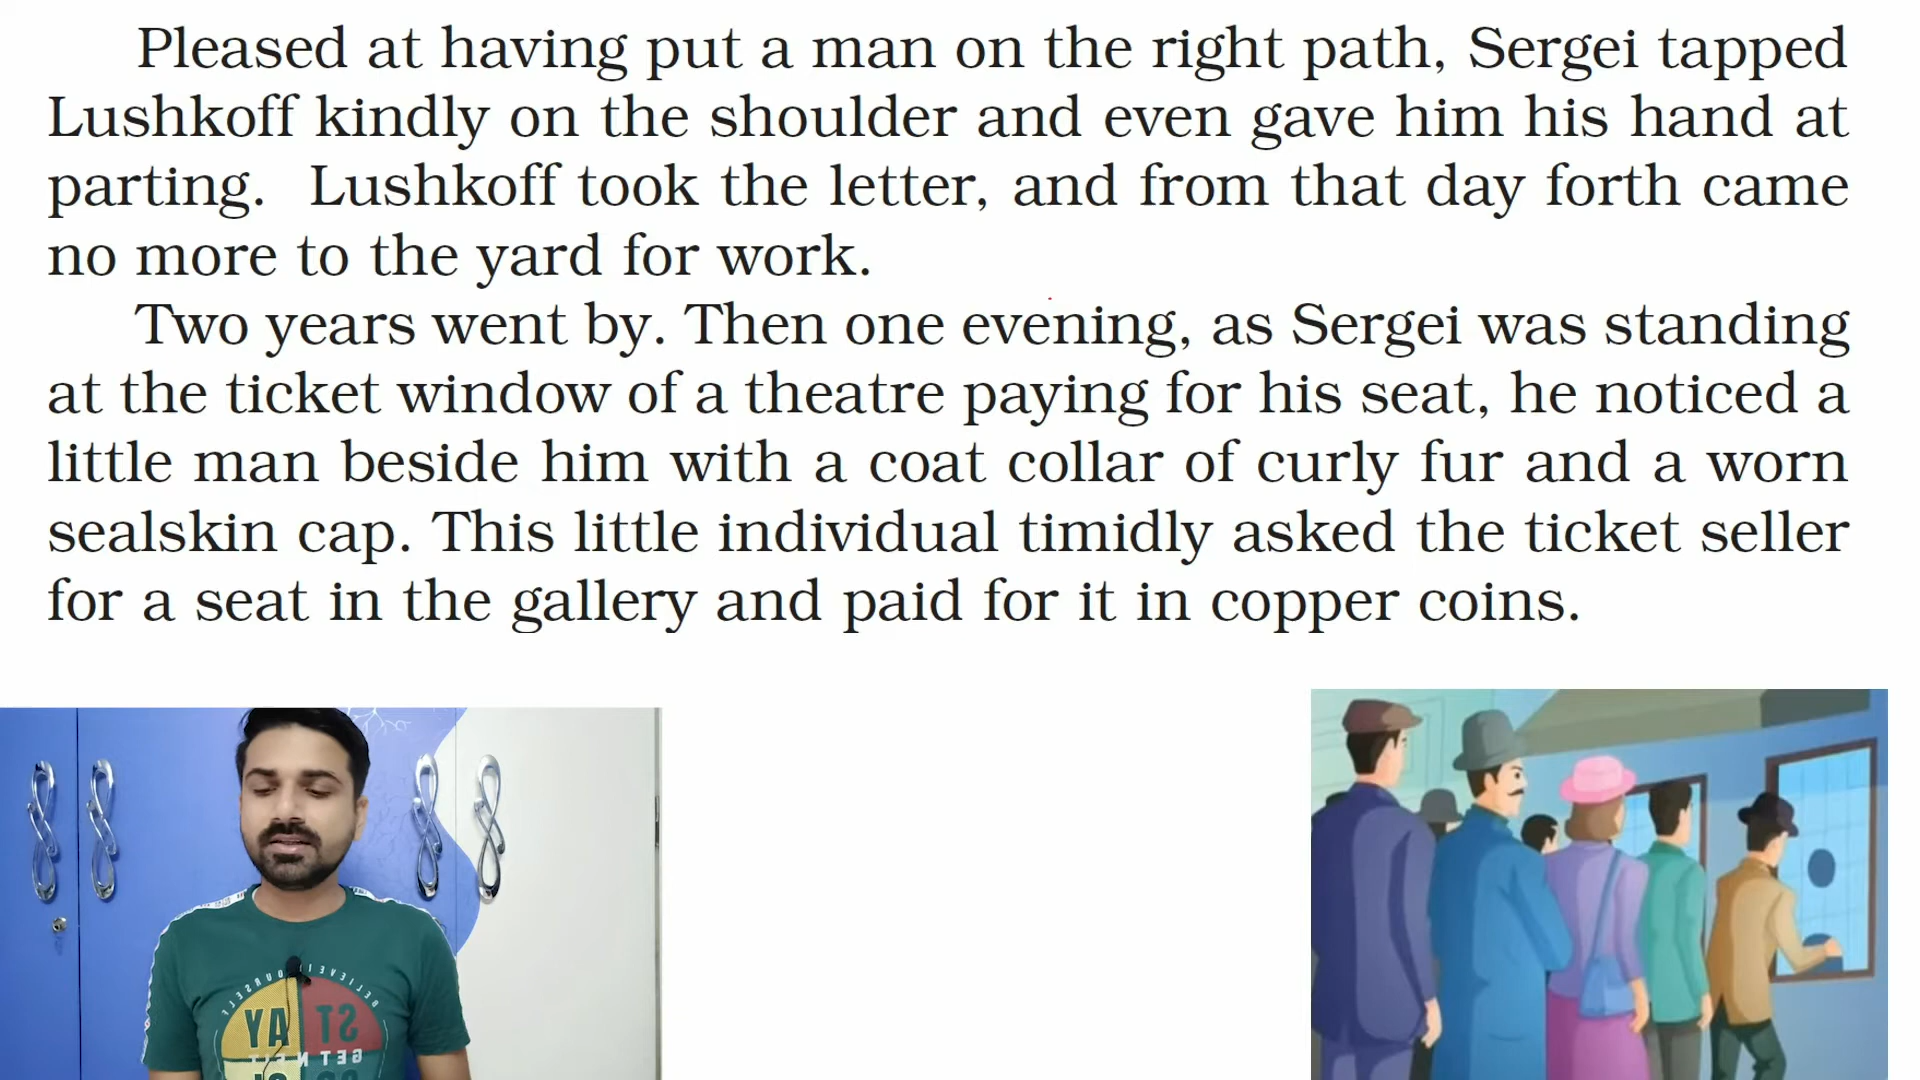 Pleased at having put a man on the right path, Sergei tapped
Lushkoff kindly on the shoulder and even gave him his hand at
parting. Lushkoff took the letter, and from that day forth came
no more to the yard for work.
Two years went by. Then one evening, as Sergei was standing
at the ticket window of a theatre paying for his seat, he noticed a
little man beside him with a coat collar of curly fur and a worn
sealskin cap. This little individual timidly asked the ticket seller
for a seat in the gallery and paid for it in copper coins.
BELIEVE IN YOURSELF
ST AY